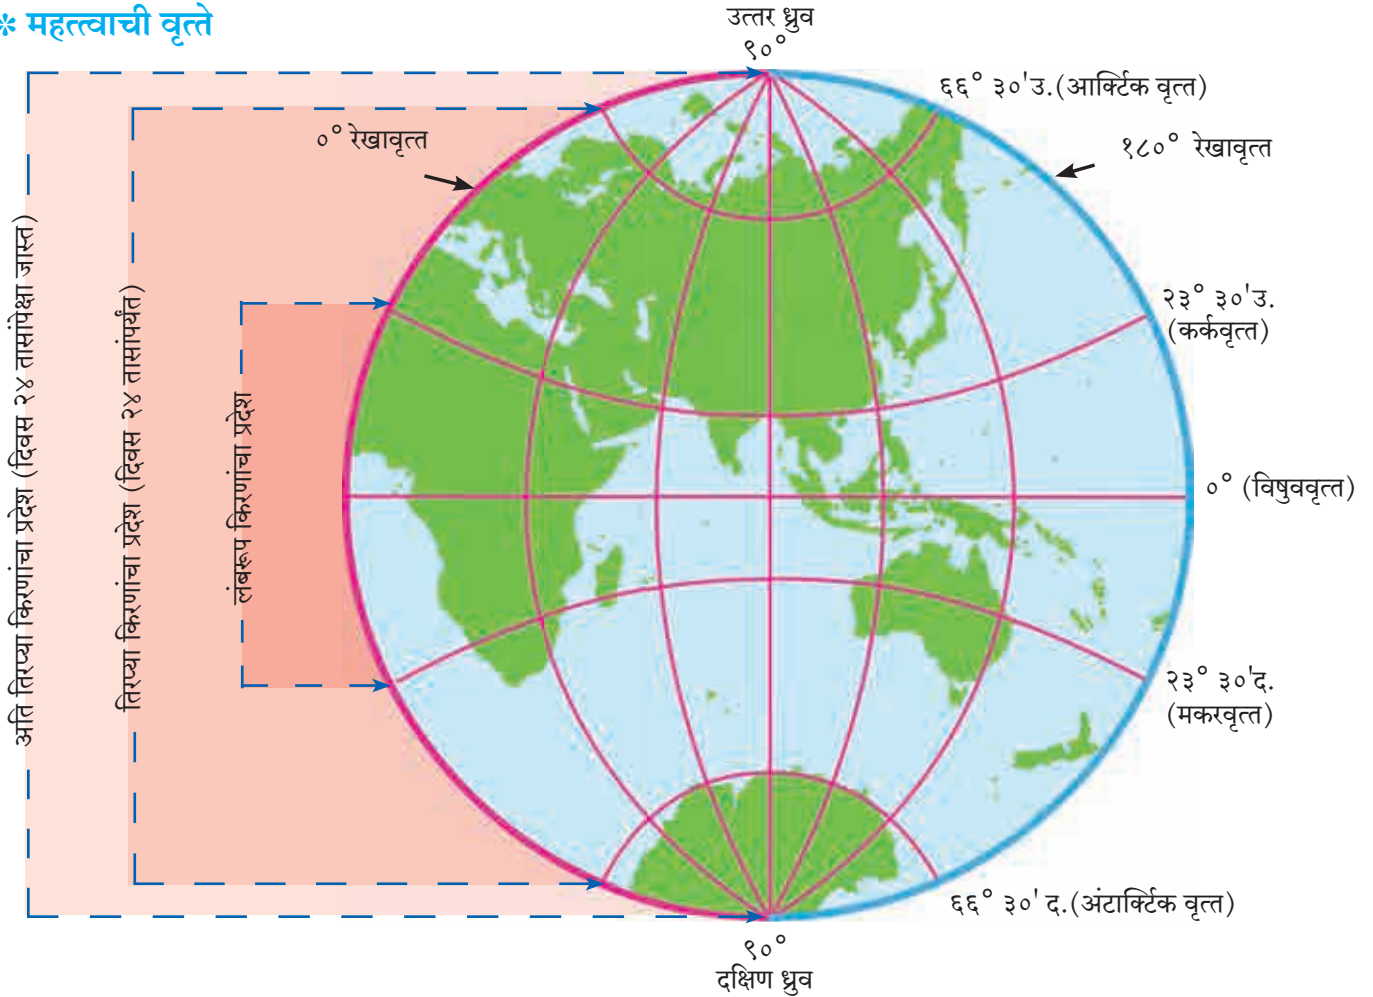 * महत्त्वाची वृत्ते
उत्तर ध्रुव
९०°
६६° ३०'उ.(आर्क्टिक वृत्त)
०° रेखावृत्त
१८०° रेखावृत्त
२३° ३०'उ.
(कर्कवृत्त)
अति तिरप्या किरणांचा प्रदेश (दिवस २४ तासांपेक्षा जास्त)
तिरप्या किरणांचा प्रदेश (दिवस २४ तासांपर्यंत)
लंबरूप किरणांचा प्रदेश
०° (विषुववृत्त)
२३° ३०'द.
(मकरवृत्त)
६६° ३०' द.(अंटार्क्टिक वृत्त)
९०°
दक्षिण ध्रुव